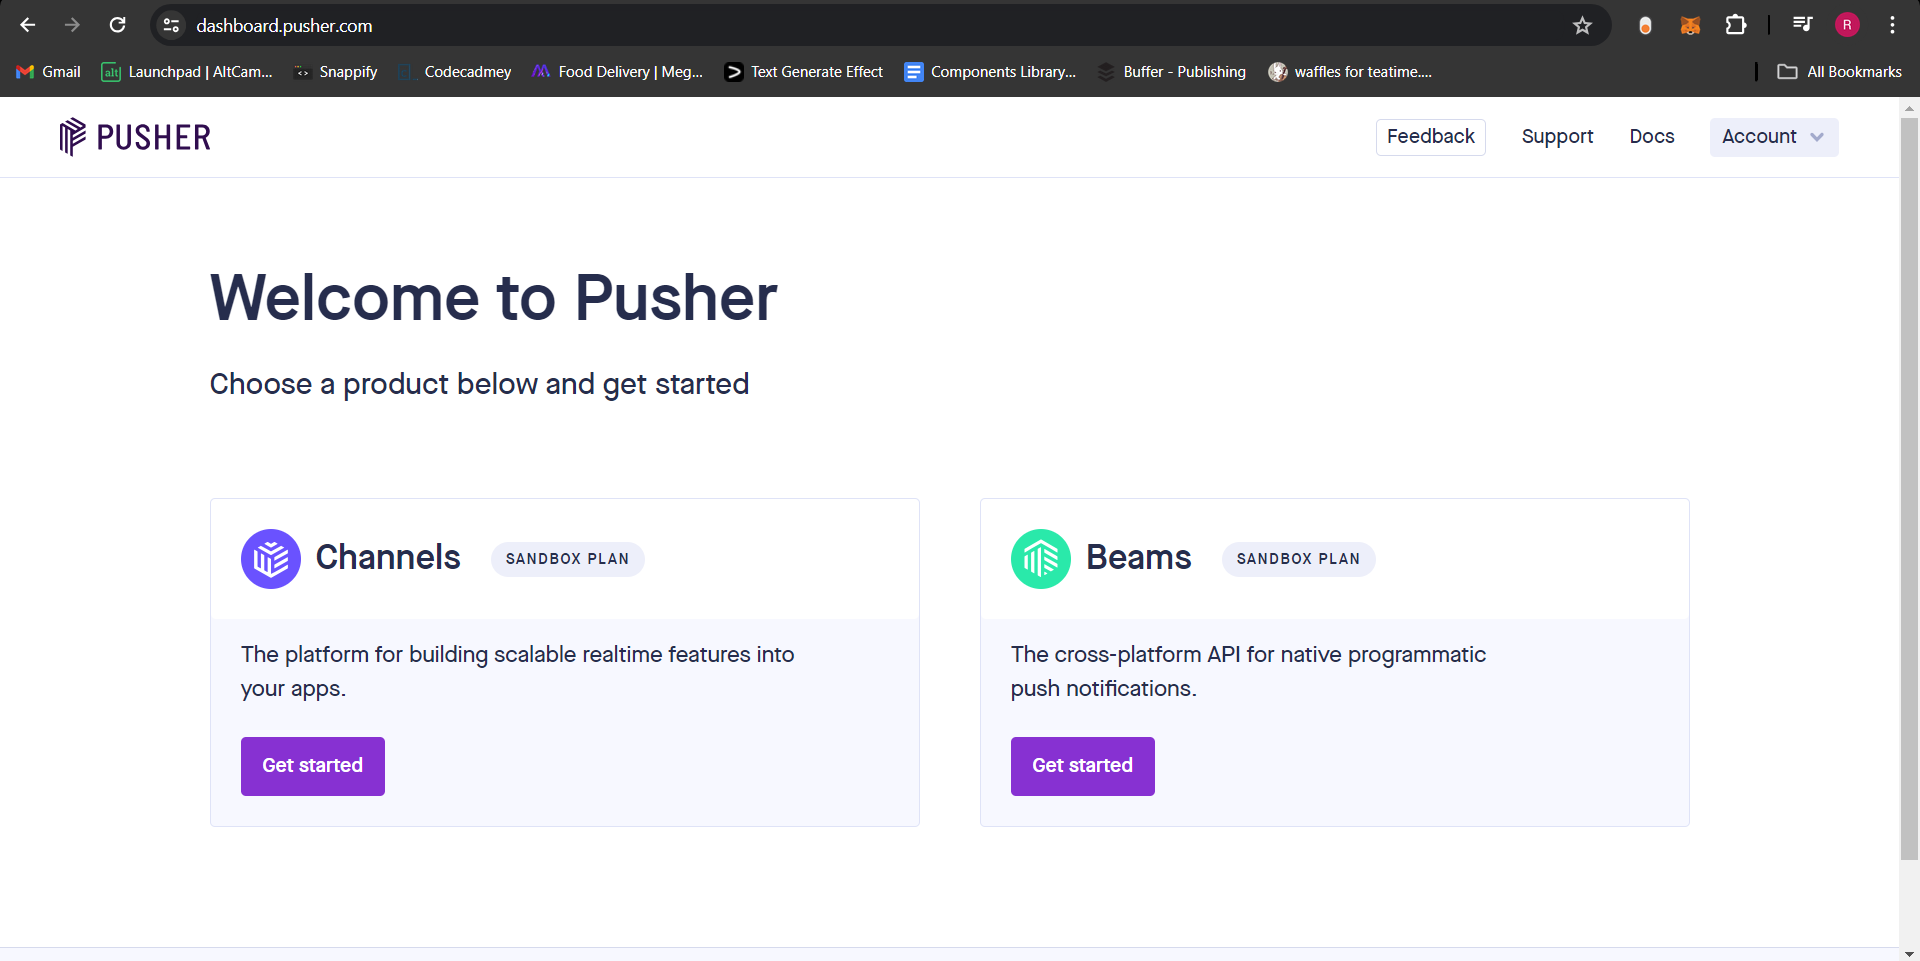 dashboard.pusher.com
R
Gmail
alt
Launchpad | AltCam...
Snappify
Codecadmey
Food Delivery | Meg...
Text Generate Effect
Components Library...
Buffer - Publishing
waffles for teatime....
All Bookmarks
PUSHER
Feedback
Support
Docs
Account
Welcome to Pusher
Choose a product below and get started
Channels
SANDBOX PLAN
The platform for building scalable realtime features into
your apps.
Get started
Beams
SANDBOX PLAN
The cross-platform API for native programmatic
push notifications.
Get started